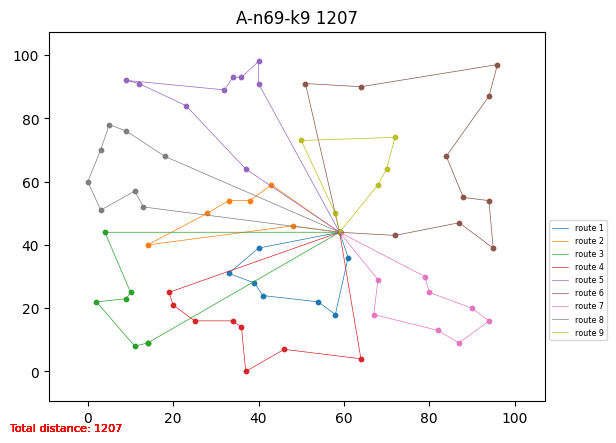 A-n69-k9 1207
100
80
60
40
20
0
0 20 40 60 80 100
route 1
route 2
route 3
route 4
route 5
route 6
route 7
route 8
route 9
Total distance: 1207